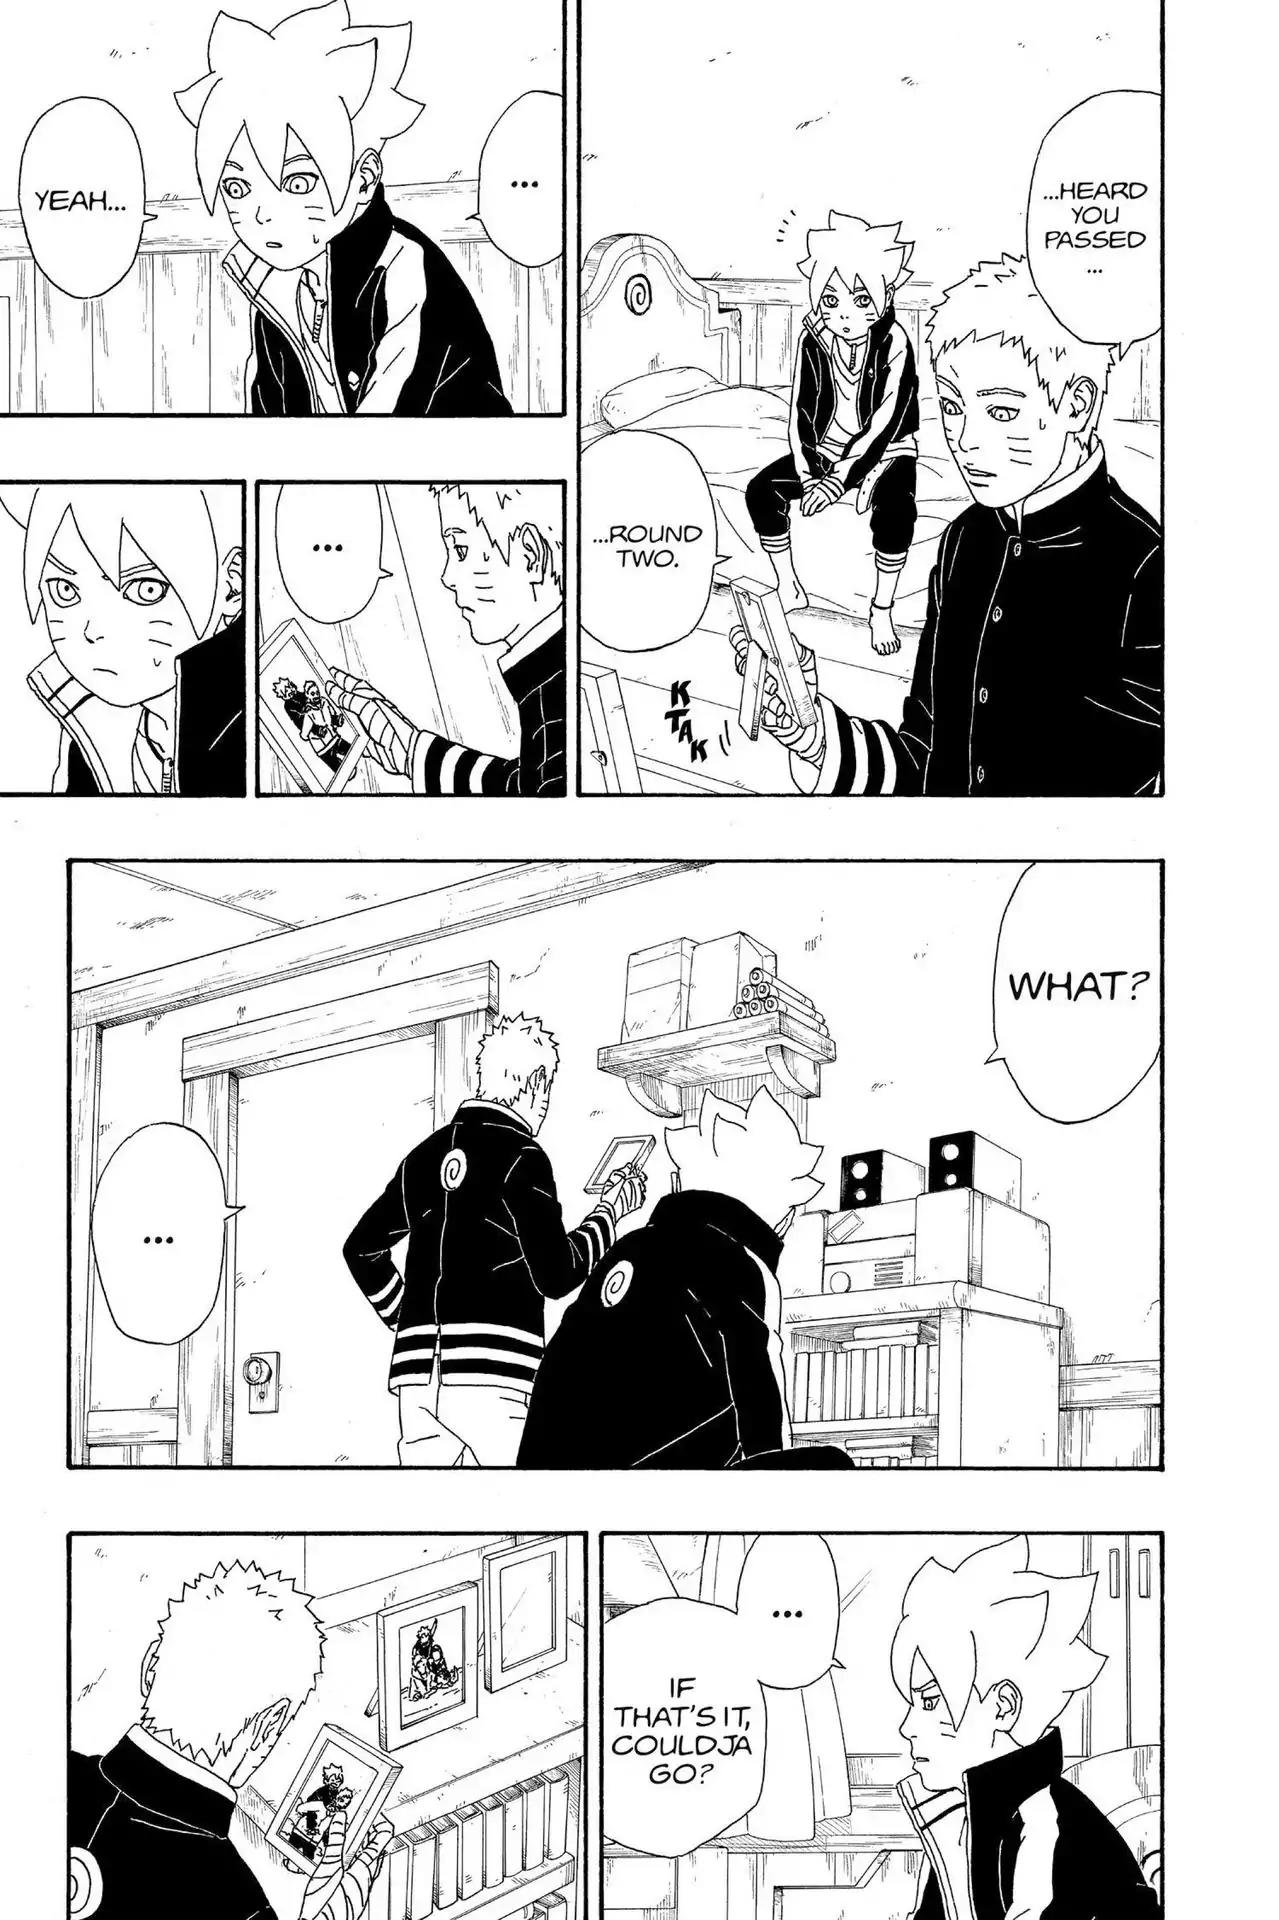 ...HEARD
YOU
PASSED
...
...ROUND
TWO.
KTAK
...
YEAH...
...
WHAT?
...
...
IF
THAT'S IT,
COULDJA
GO?